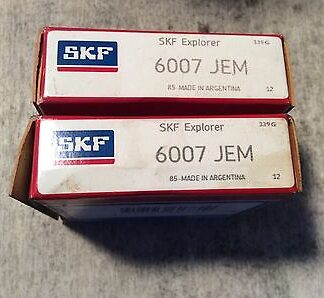 SKF
SKF Explorer
339G
6007 JEM
85-MADE IN ARGENTINA
12
SKF
SKF Explorer
339G
6007 JEM
85-MADE IN ARGENTINA
12